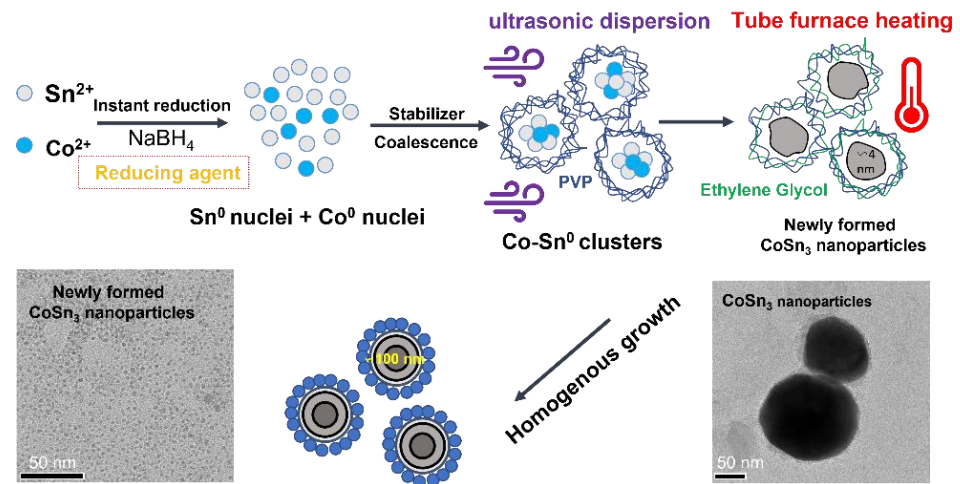 ultrasonic dispersion
Tube furnace heating
Sn²⁺
Co²⁺
Instant reduction
NaBH₄
Reducing agent
Stabilizer
Coalescence
PVP
∽4
nm
Ethylene Glycol
Sn⁰ nuclei + Co⁰ nuclei
Co-Sn⁰ clusters
Newly formed
CoSn₃ nanoparticles
Newly formed
CoSn₃ nanoparticles
50 nm
~100 nm
Homogenous growth
CoSn₃ nanoparticles
50 nm